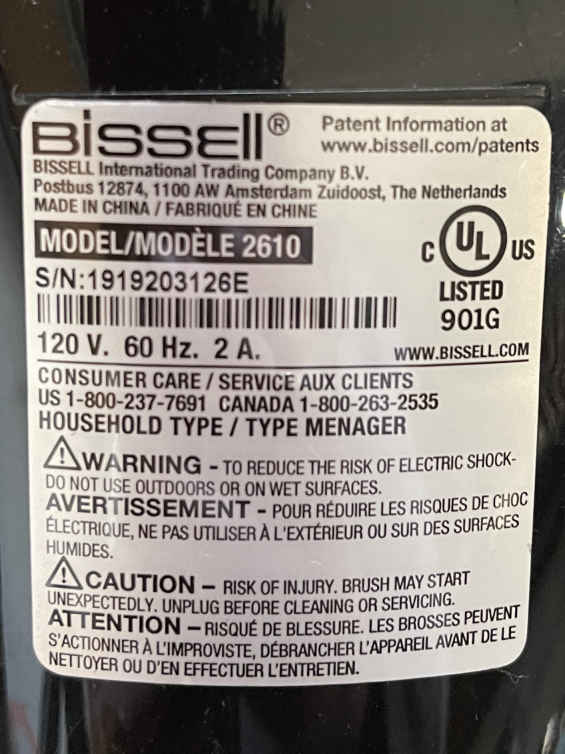 BISSELL®
Patent Information at
www.bissell.com/patents
BISSELL International Trading Company B.V.
Postbus 12874, 1100 AW Amsterdam Zuidoost, The Netherlands
MADE IN CHINA / FABRIQUÉ EN CHINE
MODEL/MODÈLE 2610
S/N:1919203126E
C UL US
LISTED
901G
120 V. 60 Hz. 2 A.
WWW.BISSELL.COM
CONSUMER CARE / SERVICE AUX CLIENTS
US 1-800-237-7691 CANADA 1-800-263-2535
HOUSEHOLD TYPE / TYPE MENAGER
WARNING - TO REDUCE THE RISK OF ELECTRIC SHOCK-
DO NOT USE OUTDOORS OR ON WET SURFACES.
AVERTISSEMENT - POUR RÉDUIRE LES RISQUES DE CHOC
ÉLECTRIQUE, NE PAS UTILISER À L'EXTÉRIEUR OU SUR DES SURFACES
HUMIDES.
CAUTION – RISK OF INJURY. BRUSH MAY START
UNEXPECTEDLY. UNPLUG BEFORE CLEANING OR SERVICING.
ATTENTION – RISQUÉ DE BLESSURE. LES BROSSES PEUVENT
S'ACTIONNER À L'IMPROVISTE, DÉBRANCHER L'APPAREIL AVANT DE LE
NETTOYER OU D'EN EFFECTUER L'ENTRETIEN.